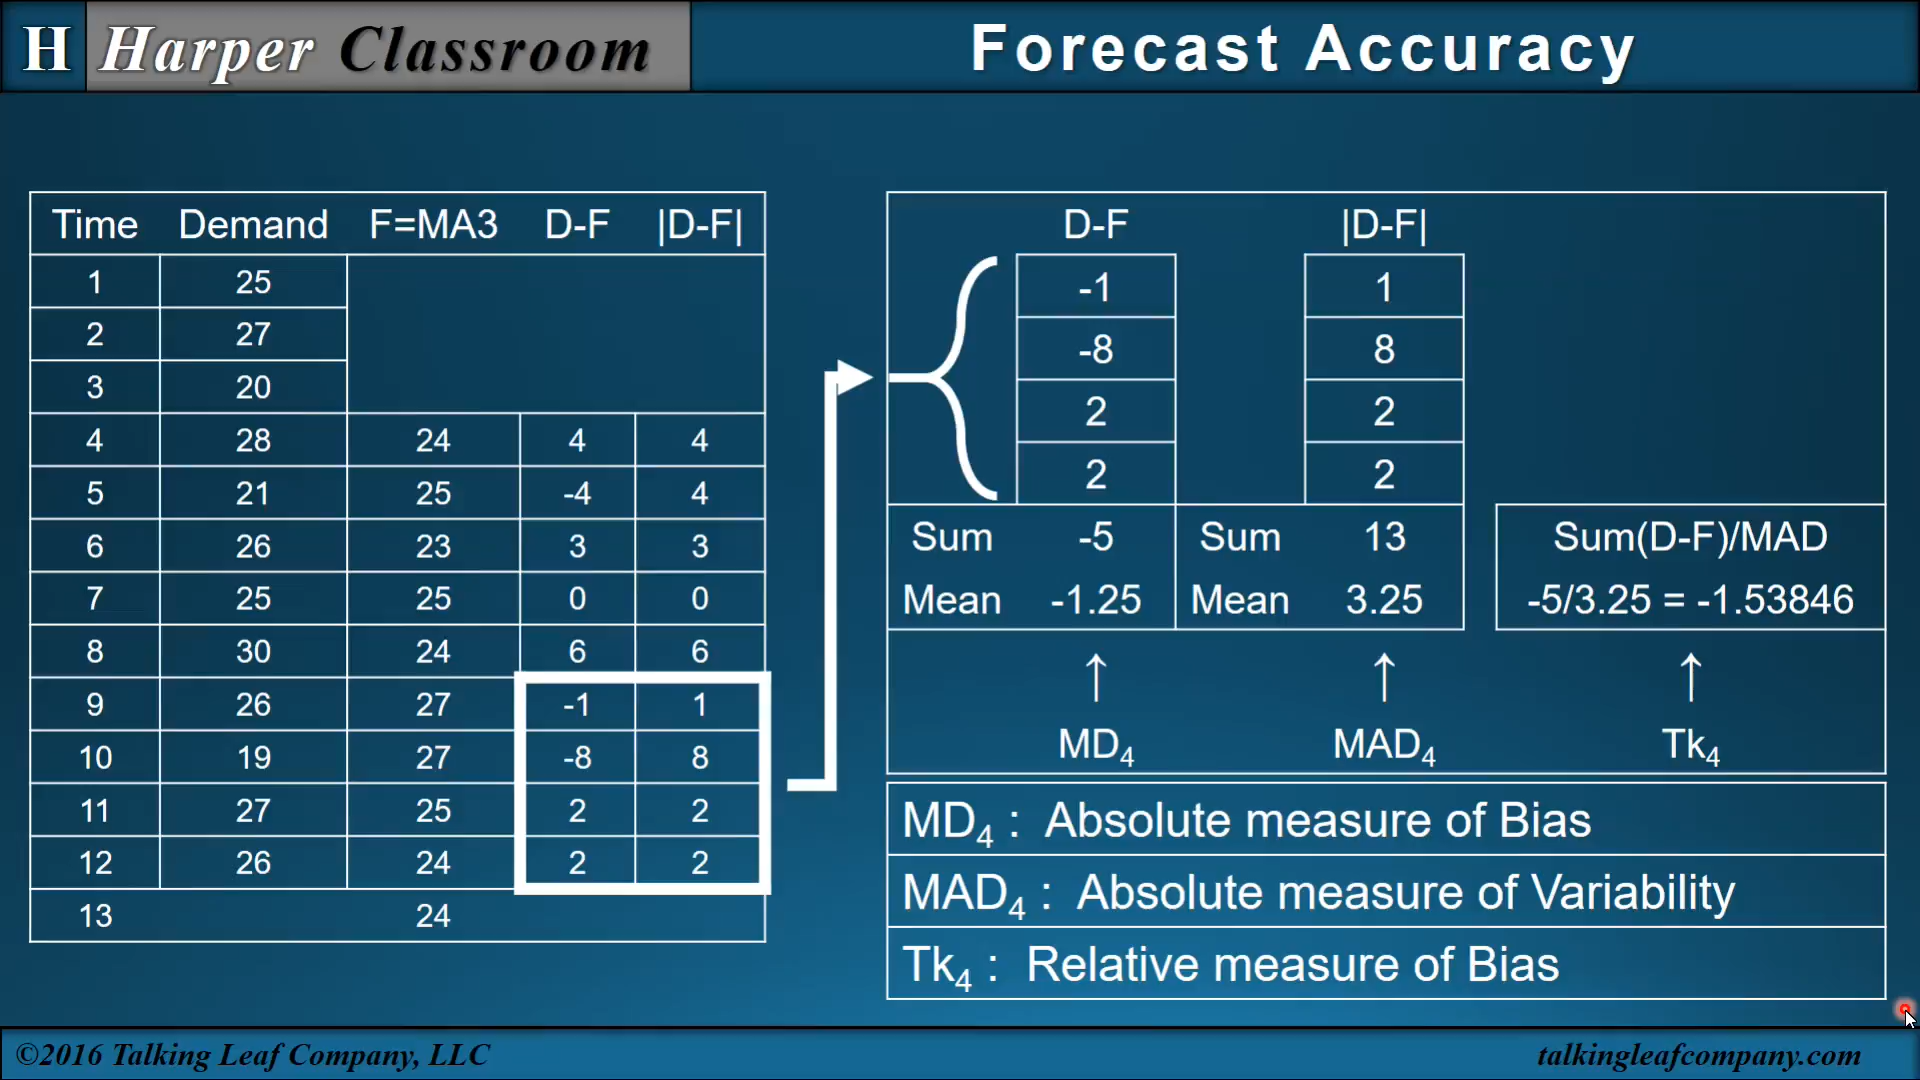 H Harper Classroom
Forecast Accuracy
Time Demand F=MA3 D-F |D-F|
1 25
2 27
3 20
4 28 24 4 4
5 21 25 -4 4
6 26 23 3 3
7 25 25 0 0
8 30 24 6 6
9 26 27 -1 1
10 19 27 -8 8
11 27 25 2 2
12 26 24 2 2
13 24
D-F |D-F|
-1 1
-8 8
2 2
2 2
Sum -5 Sum 13 Sum(D-F)/MAD
Mean -1.25 Mean 3.25 -5/3.25 = -1.53846
↑ ↑ ↑
MD₄ MAD₄ Tk₄
MD₄ : Absolute measure of Bias
MAD₄ : Absolute measure of Variability
Tk₄ : Relative measure of Bias
©2016 Talking Leaf Company, LLC
talkingleafcompany.com